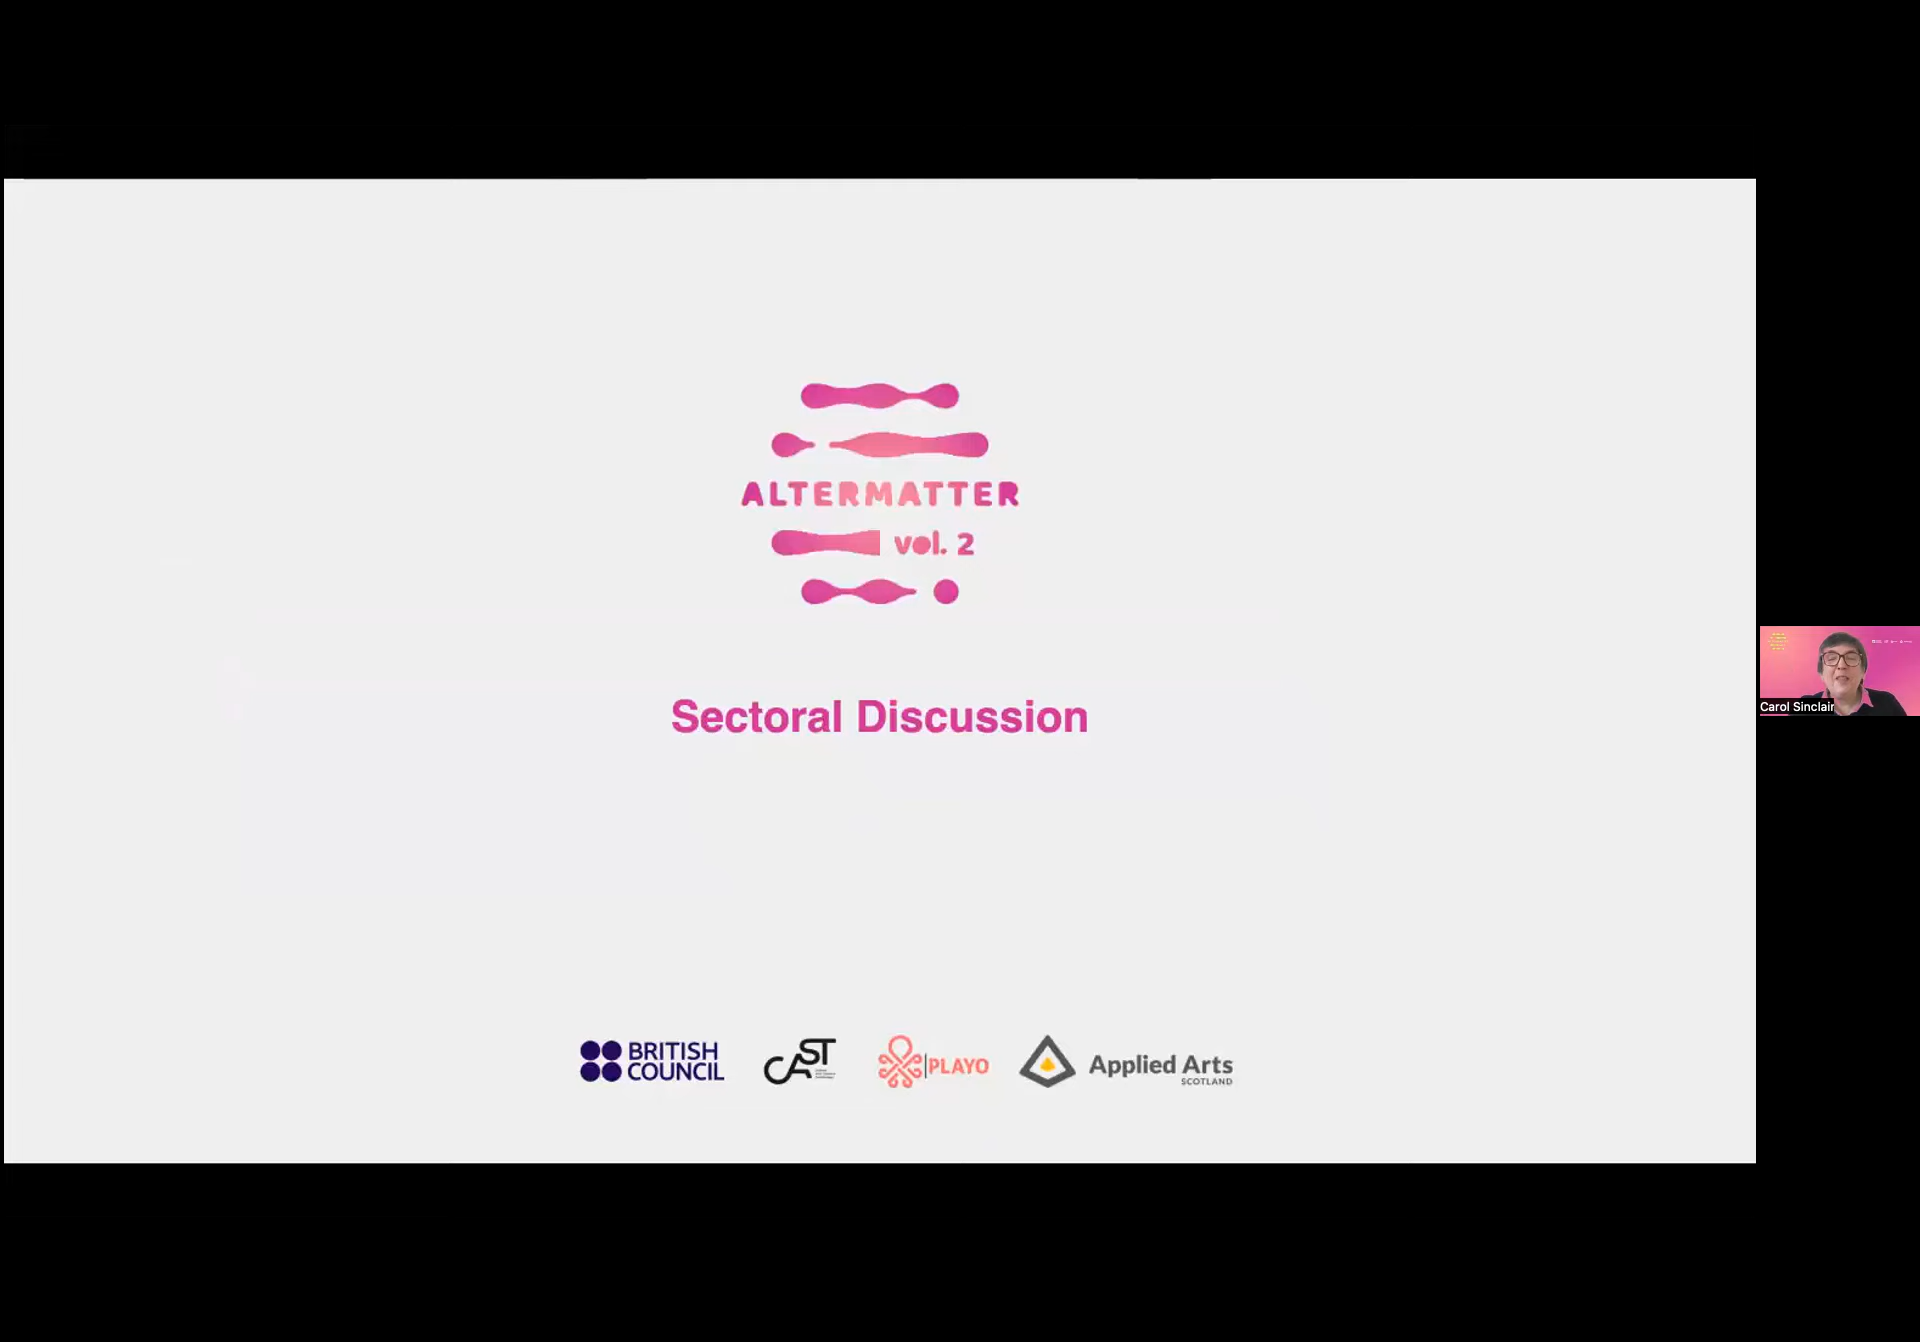 ALTERMATTER
vol. 2
Sectoral Discussion
Carol Sinclair
BRITISH
COUNCIL
CAST
PLAYO
Applied Arts
SCOTLAND